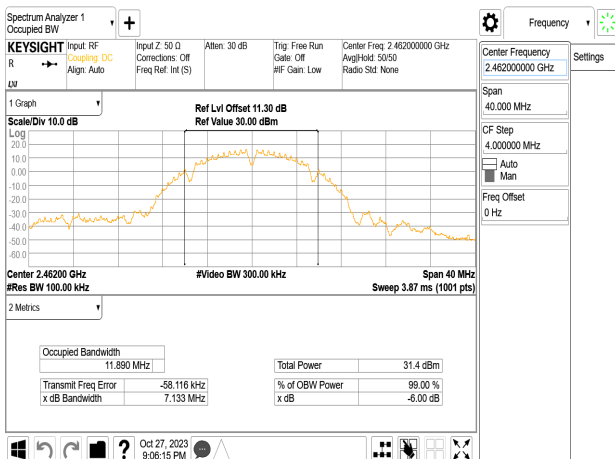 Spectrum Analyzer 1
Occupied BW
Frequency
KEYSIGHT Input: RF Input Z: 50 Ω Atten: 30 dB Trig: Free Run Center Freq: 2.462000000 GHz
Coupling: DC Corrections: Off Gate: Off Avg|Hold: 50/50
R Align: Auto Freq Ref: Int (S) #IF Gain: Low Radio Std: None
LXI
Center Frequency
2.462000000 GHz
Settings
Span
40.000 MHz
CF Step
4.000000 MHz
Auto
Man
Freq Offset
0 Hz
1 Graph
Ref Lvl Offset 11.30 dB
Scale/Div 10.0 dB Ref Value 30.00 dBm
Log
20.0
10.0
0.00
-10.0
-20.0
-30.0
-40.0
-50.0
-60.0
Center 2.46200 GHz #Video BW 300.00 kHz Span 40 MHz
#Res BW 100.00 kHz Sweep 3.87 ms (1001 pts)
2 Metrics
Occupied Bandwidth
11.890 MHz Total Power 31.4 dBm
Transmit Freq Error -58.116 kHz % of OBW Power 99.00 %
x dB Bandwidth 7.133 MHz x dB -6.00 dB
? Oct 27, 2023
9:06:15 PM